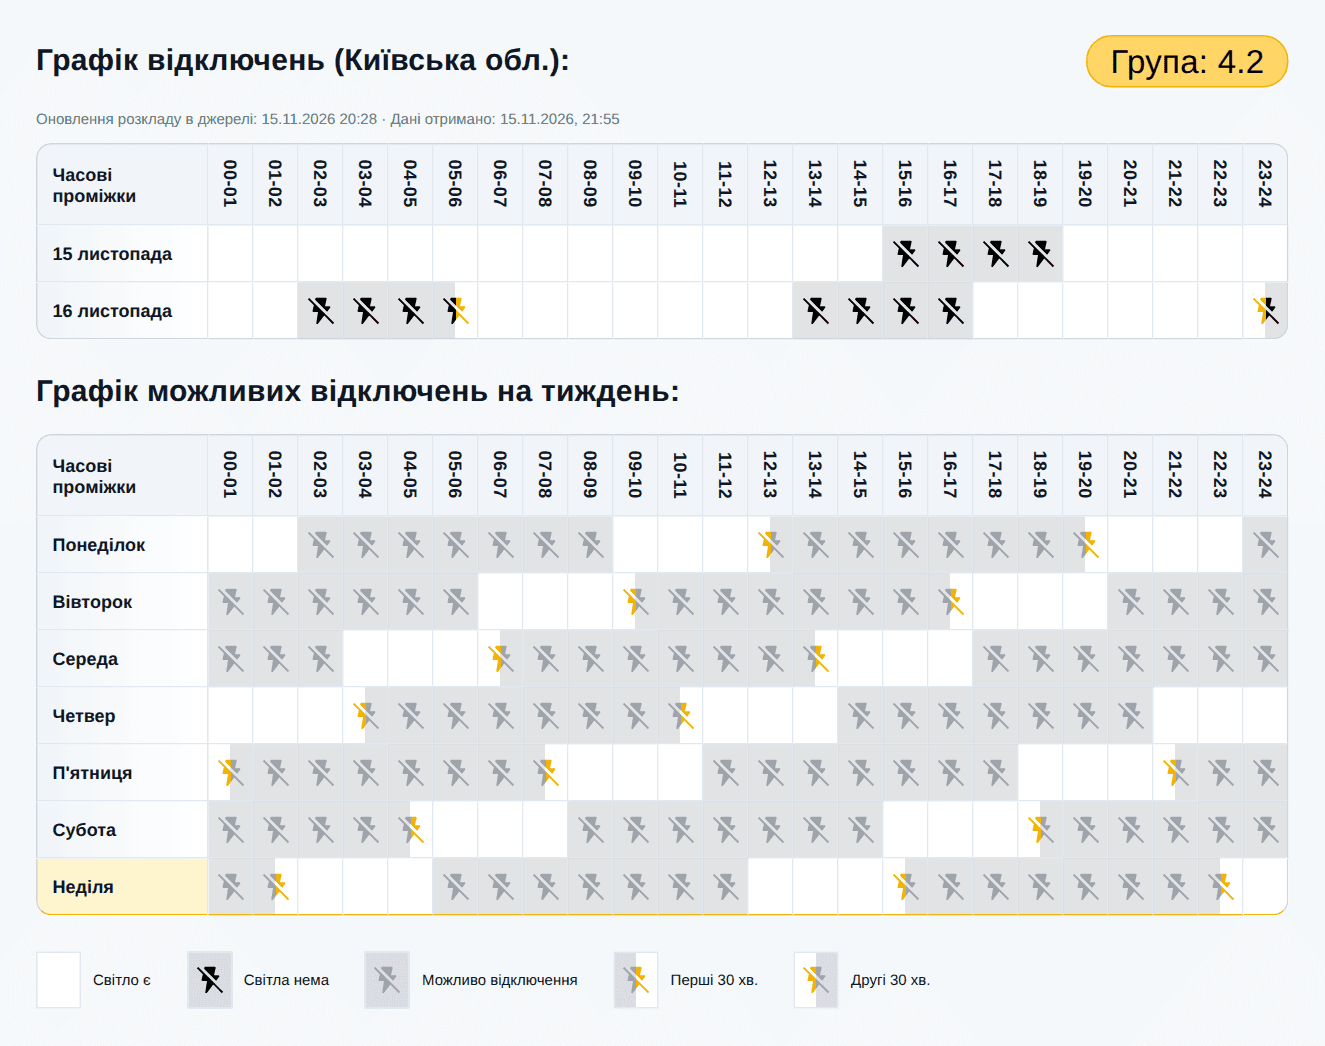 Графік відключень (Київська обл.):
Група: 4.2
Оновлення розкладу в джерелі: 15.11.2026 20:28 · Дані отримано: 15.11.2026, 21:55
Часові
проміжки
00-01 01-02 02-03 03-04 04-05 05-06 06-07 07-08 08-09 09-10 10-11 11-12 12-13 13-14 14-15 15-16 16-17 17-18 18-19 19-20 20-21 21-22 22-23 23-24
15 листопада
16 листопада
Графік можливих відключень на тиждень:
Часові
проміжки
00-01 01-02 02-03 03-04 04-05 05-06 06-07 07-08 08-09 09-10 10-11 11-12 12-13 13-14 14-15 15-16 16-17 17-18 18-19 19-20 20-21 21-22 22-23 23-24
Понеділок
Вівторок
Середа
Четвер
П'ятниця
Субота
Неділя
Світло є
Світла нема
Можливо відключення
Перші 30 хв.
Другі 30 хв.